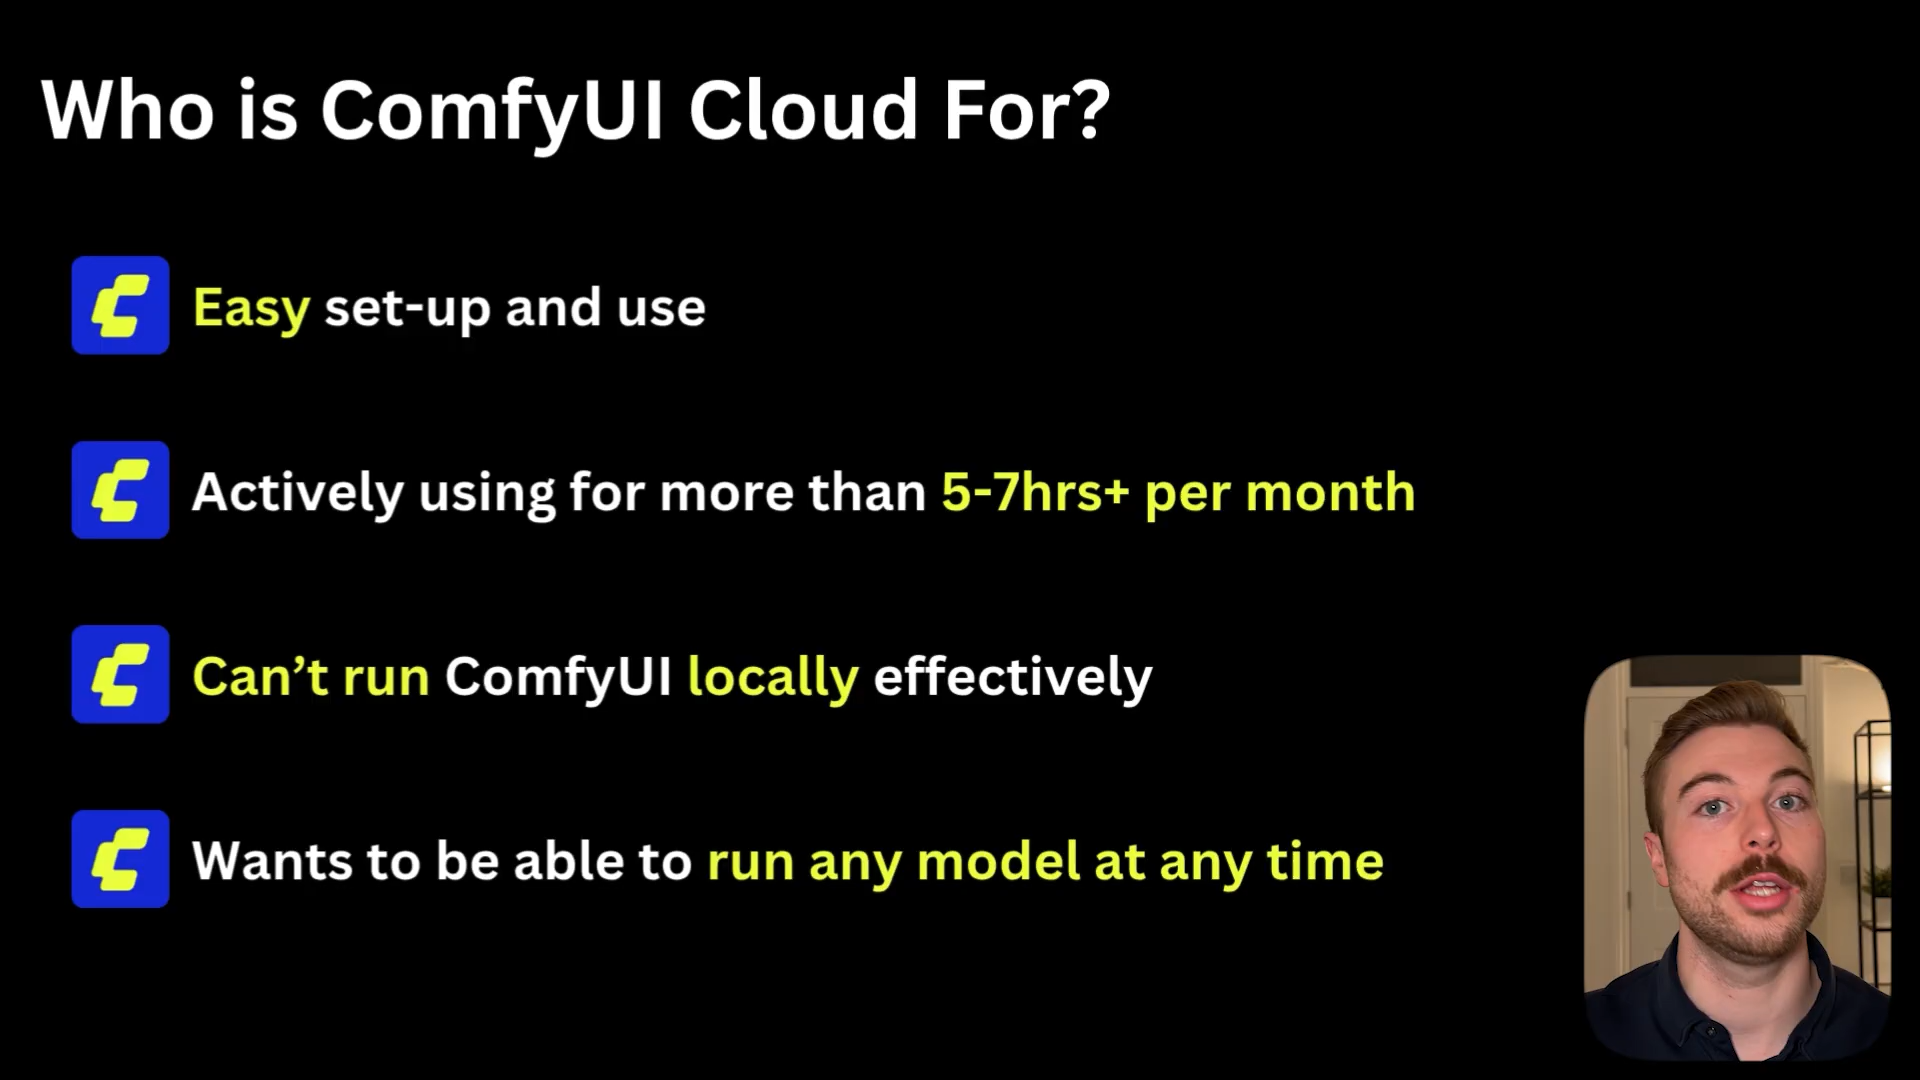 Who is ComfyUI Cloud For?
Easy set-up and use
Actively using for more than 5-7hrs+ per month
Can’t run ComfyUI locally effectively
Wants to be able to run any model at any time